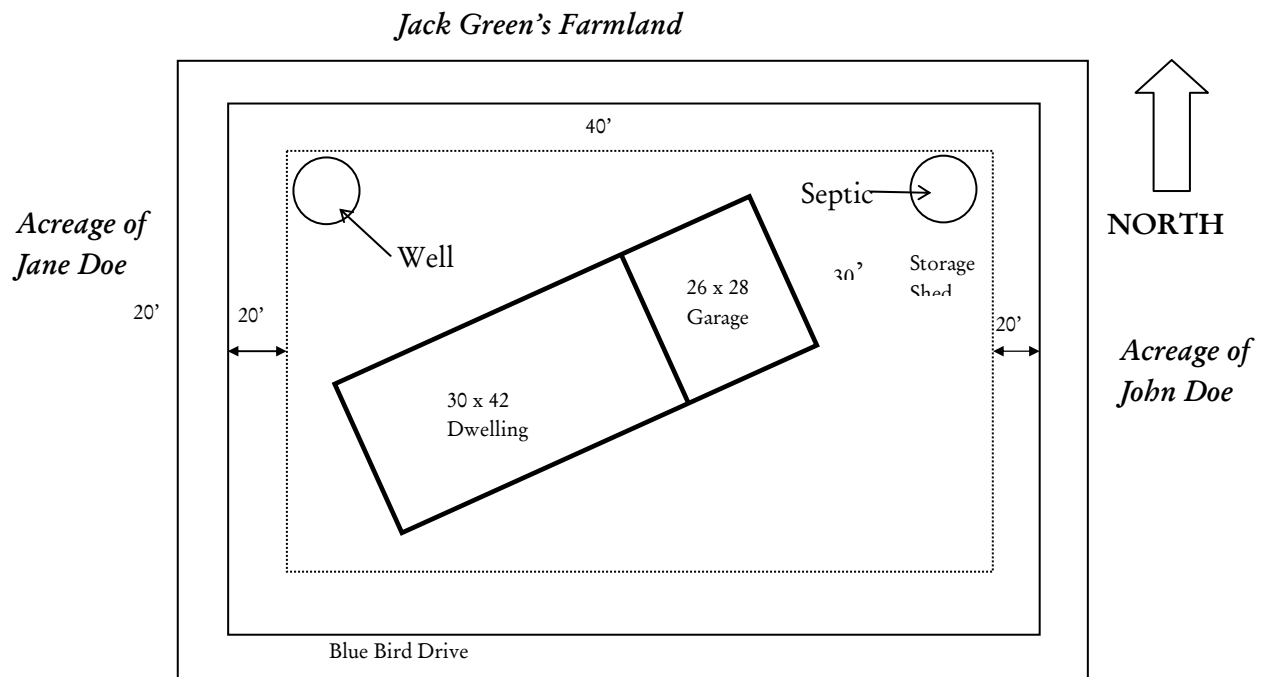 Jack Green’s Farmland
40’
Septic
Acreage of
Jane Doe
NORTH
Well
Storage
Shed
30’
26 x 28
Garage
20’
20’
20’
Acreage of
John Doe
30 x 42
Dwelling
Blue Bird Drive